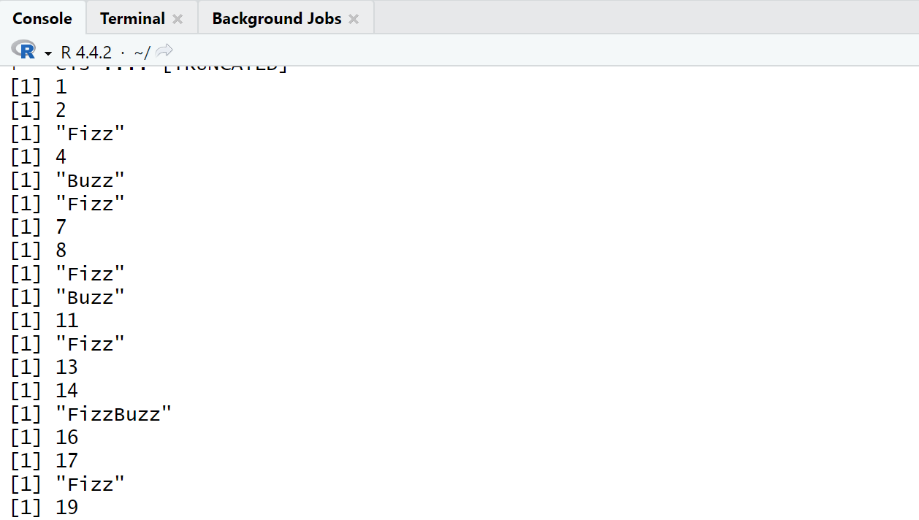 Console Terminal Background Jobs
R R 4.4.2 · ~/
[TRUNCATED]
[1] 1
[1] 2
[1] "Fizz"
[1] 4
[1] "Buzz"
[1] "Fizz"
[1] 7
[1] 8
[1] "Fizz"
[1] "Buzz"
[1] 11
[1] "Fizz"
[1] 13
[1] 14
[1] "FizzBuzz"
[1] 16
[1] 17
[1] "Fizz"
[1] 19